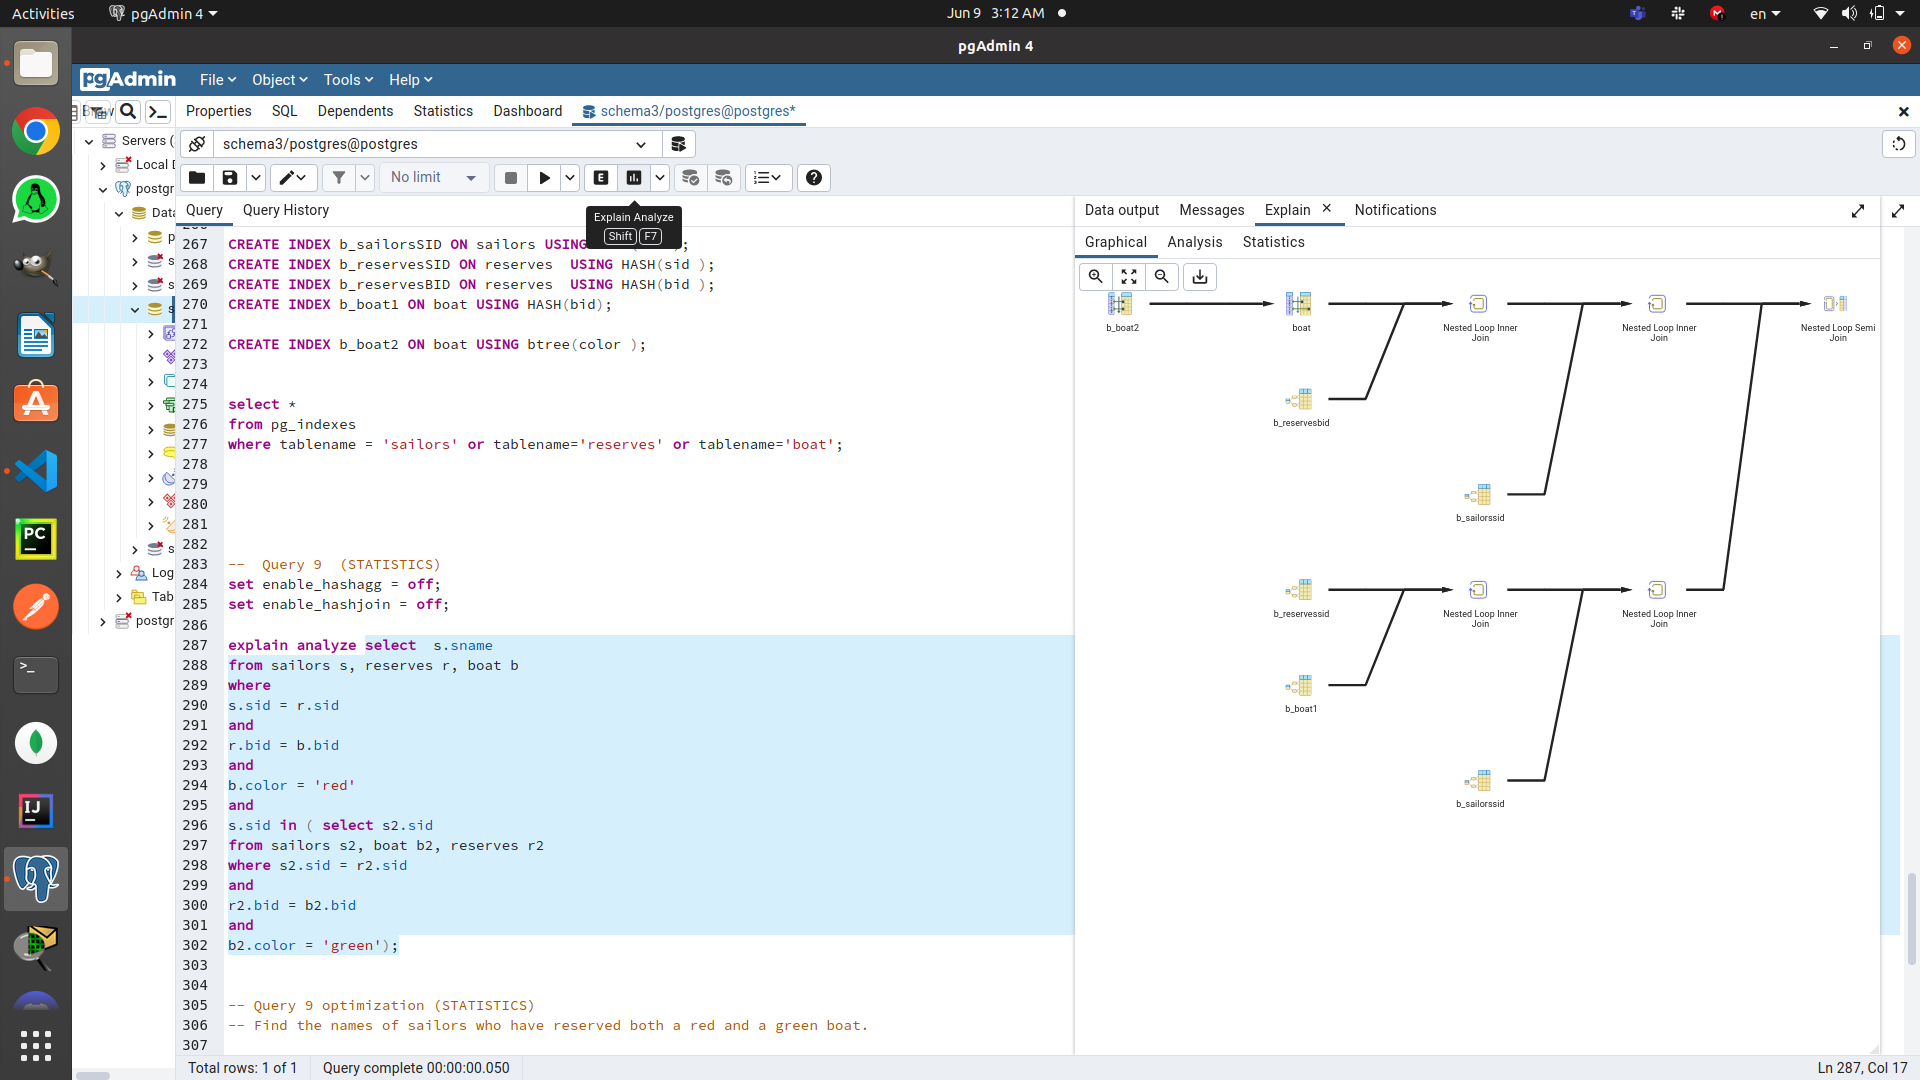 Activities
pgAdmin 4
Jun 9 3:12 AM
en
pgAdmin 4
pgAdmin
File
Object
Tools
Help
Properties
SQL
Dependents
Statistics
Dashboard
schema3/postgres@postgres*
Servers (
Local D
postgr
Data
p
s
s
s
s
Log
Tab
postgr
schema3/postgres@postgres
No limit
E
Query
Query History
Explain Analyze
Shift F7
267 CREATE INDEX b_sailorsSID ON sailors USING
268 CREATE INDEX b_reservesSID ON reserves  USING HASH(sid );
269 CREATE INDEX b_reservesBID ON reserves  USING HASH(bid );
270 CREATE INDEX b_boat1 ON boat USING HASH(bid);
271
272 CREATE INDEX b_boat2 ON boat USING btree(color );
273
274
275 select *
276 from pg_indexes
277 where tablename = 'sailors' or tablename='reserves' or tablename='boat';
278
279
280
281
282
283 --  Query 9  (STATISTICS)
284 set enable_hashagg = off;
285 set enable_hashjoin = off;
286
287 explain analyze select  s.sname
288 from sailors s, reserves r, boat b
289 where
290 s.sid = r.sid
291 and
292 r.bid = b.bid
293 and
294 b.color = 'red'
295 and
296 s.sid in ( select s2.sid
297 from sailors s2, boat b2, reserves r2
298 where s2.sid = r2.sid
299 and
300 r2.bid = b2.bid
301 and
302 b2.color = 'green');
303
304
305 -- Query 9 optimization (STATISTICS)
306 -- Find the names of sailors who have reserved both a red and a green boat.
307
Data output
Messages
Explain
Notifications
Graphical
Analysis
Statistics
b_boat2
boat
Nested Loop Inner
Join
Nested Loop Inner
Join
Nested Loop Semi
Join
b_reservesbid
b_sailorssid
b_reservessid
Nested Loop Inner
Join
Nested Loop Inner
Join
b_boat1
b_sailorssid
Total rows: 1 of 1
Query complete 00:00:00.050
Ln 287, Col 17